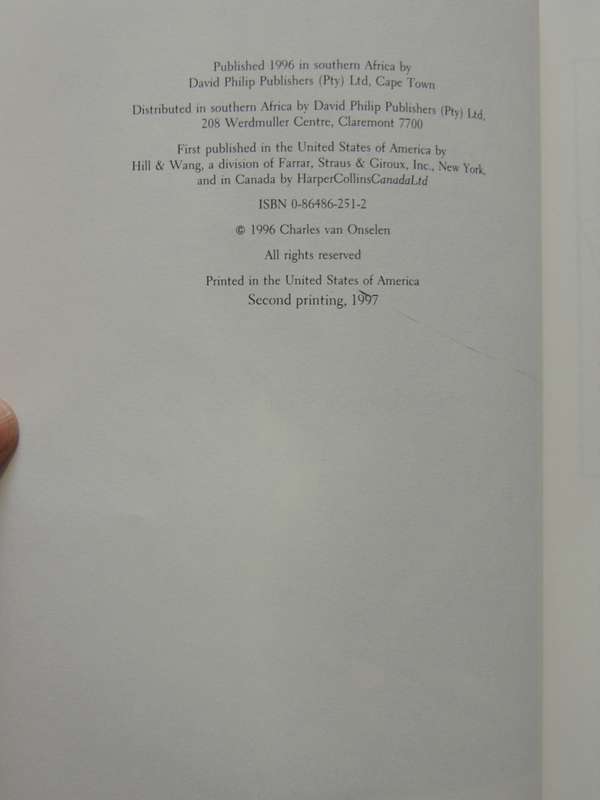 Published 1996 in southern Africa by
David Philip Publishers (Pty) Ltd, Cape Town
Distributed in southern Africa by David Philip Publishers (Pty) Ltd,
208 Werdmuller Centre, Claremont 7700
First published in the United States of America by
Hill & Wang, a division of Farrar, Straus & Giroux, Inc., New York,
and in Canada by HarperCollinsCanadaLtd
ISBN 0-86486-251-2
© 1996 Charles van Onselen
All rights reserved
Printed in the United States of America
Second printing, 1997